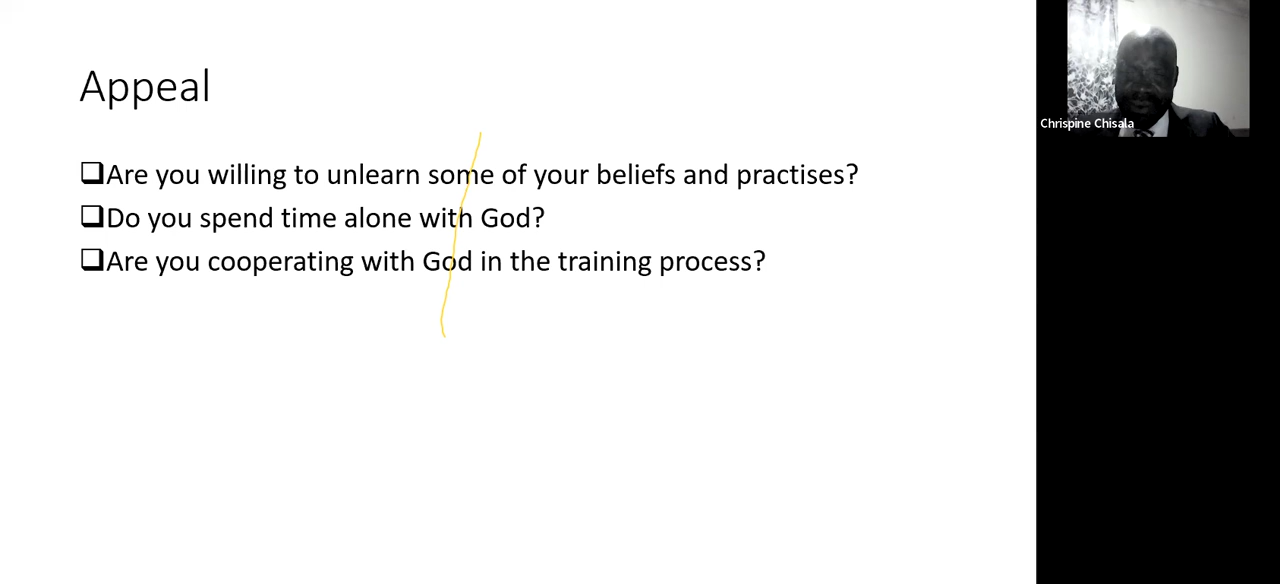 Appeal
❑Are you willing to unlearn some of your beliefs and practises?
❑Do you spend time alone with God?
❑Are you cooperating with God in the training process?
Chrispine Chisala